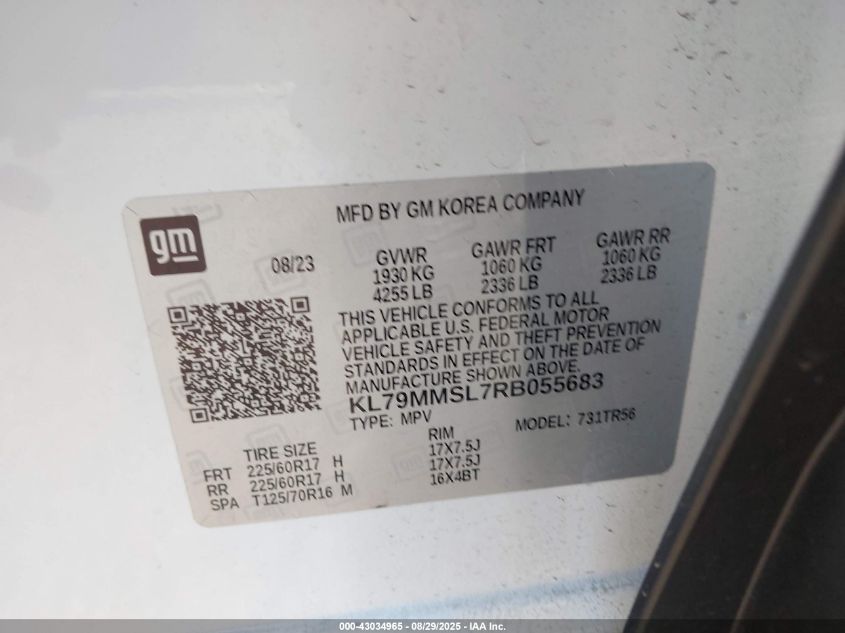 MFD BY GM KOREA COMPANY
gm
08/23
GVWR GAWR FRT GAWR RR
1930 KG 1060 KG 1060 KG
4255 LB 2336 LB 2336 LB
THIS VEHICLE CONFORMS TO ALL
APPLICABLE U.S. FEDERAL MOTOR
VEHICLE SAFETY AND THEFT PREVENTION
STANDARDS IN EFFECT ON THE DATE OF
MANUFACTURE SHOWN ABOVE.
KL79MMSL7RB055683
TYPE: MPV MODEL: 731TR56
TIRE SIZE RIM
FRT 225/60R17 H 17X7.5J
RR 225/60R17 H 17X7.5J
SPA T125/70R16 M 16X4BT
000-43034965 - 08/29/2025 - IAA Inc.